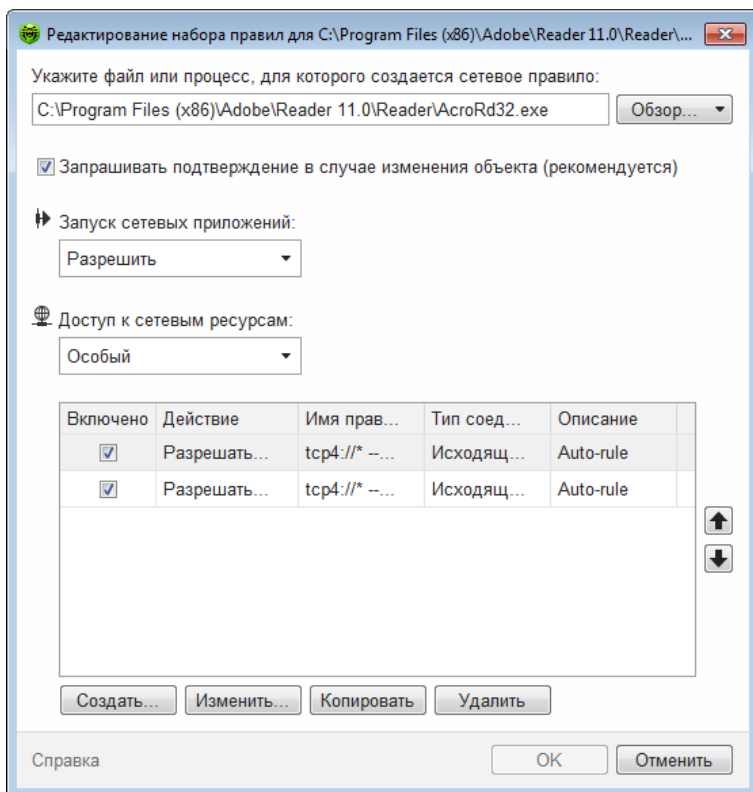 Редактирование набора правил для C:\Program Files (x86)\Adobe\Reader 11.0\Reader\...
Укажите файл или процесс, для которого создается сетевое правило:
C:\Program Files (x86)\Adobe\Reader 11.0\Reader\AcroRd32.exe Обзор...
Запрашивать подтверждение в случае изменения объекта (рекомендуется)
Запуск сетевых приложений:
Разрешить
Доступ к сетевым ресурсам:
Особый
Включено Действие Имя прав... Тип соед... Описание
Разрешать... tcp4://* --... Исходящ... Auto-rule
Разрешать... tcp4://* --... Исходящ... Auto-rule
Создать... Изменить... Копировать Удалить
Справка OK Отменить